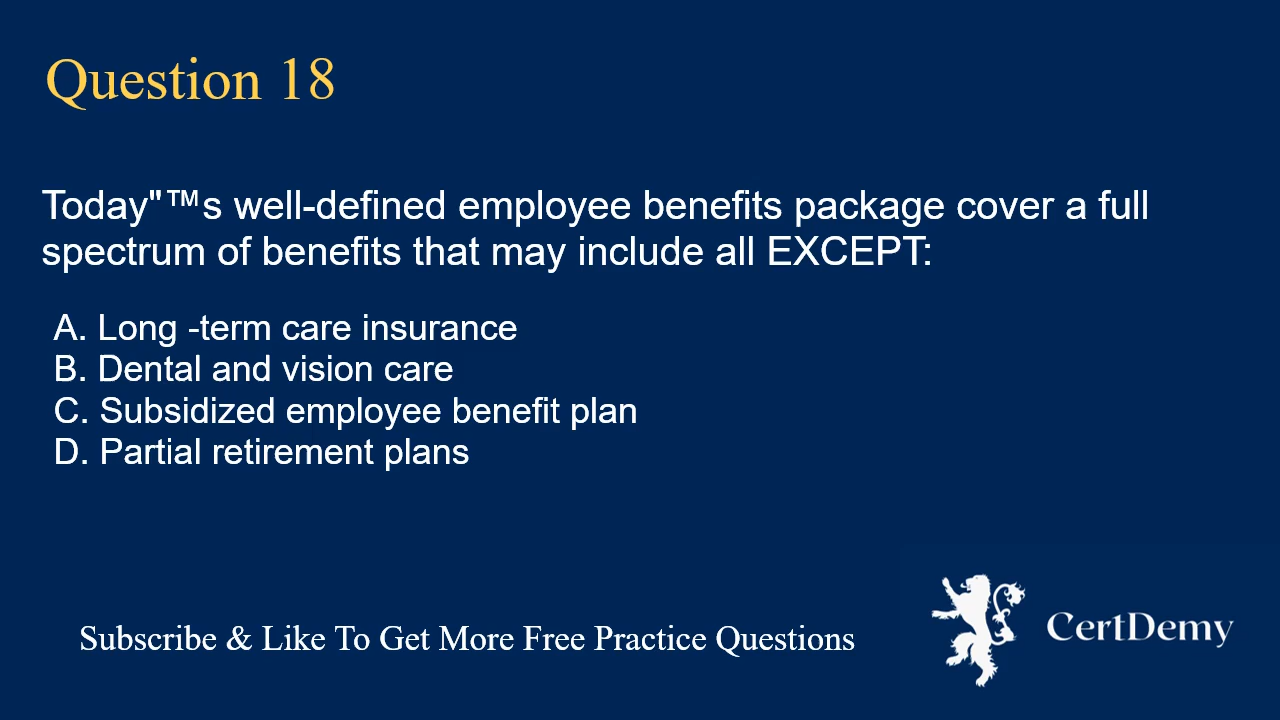 Question 18
Today"™s well-defined employee benefits package cover a full
spectrum of benefits that may include all EXCEPT:
A. Long -term care insurance
B. Dental and vision care
C. Subsidized employee benefit plan
D. Partial retirement plans
Subscribe & Like To Get More Free Practice Questions
CertDemy